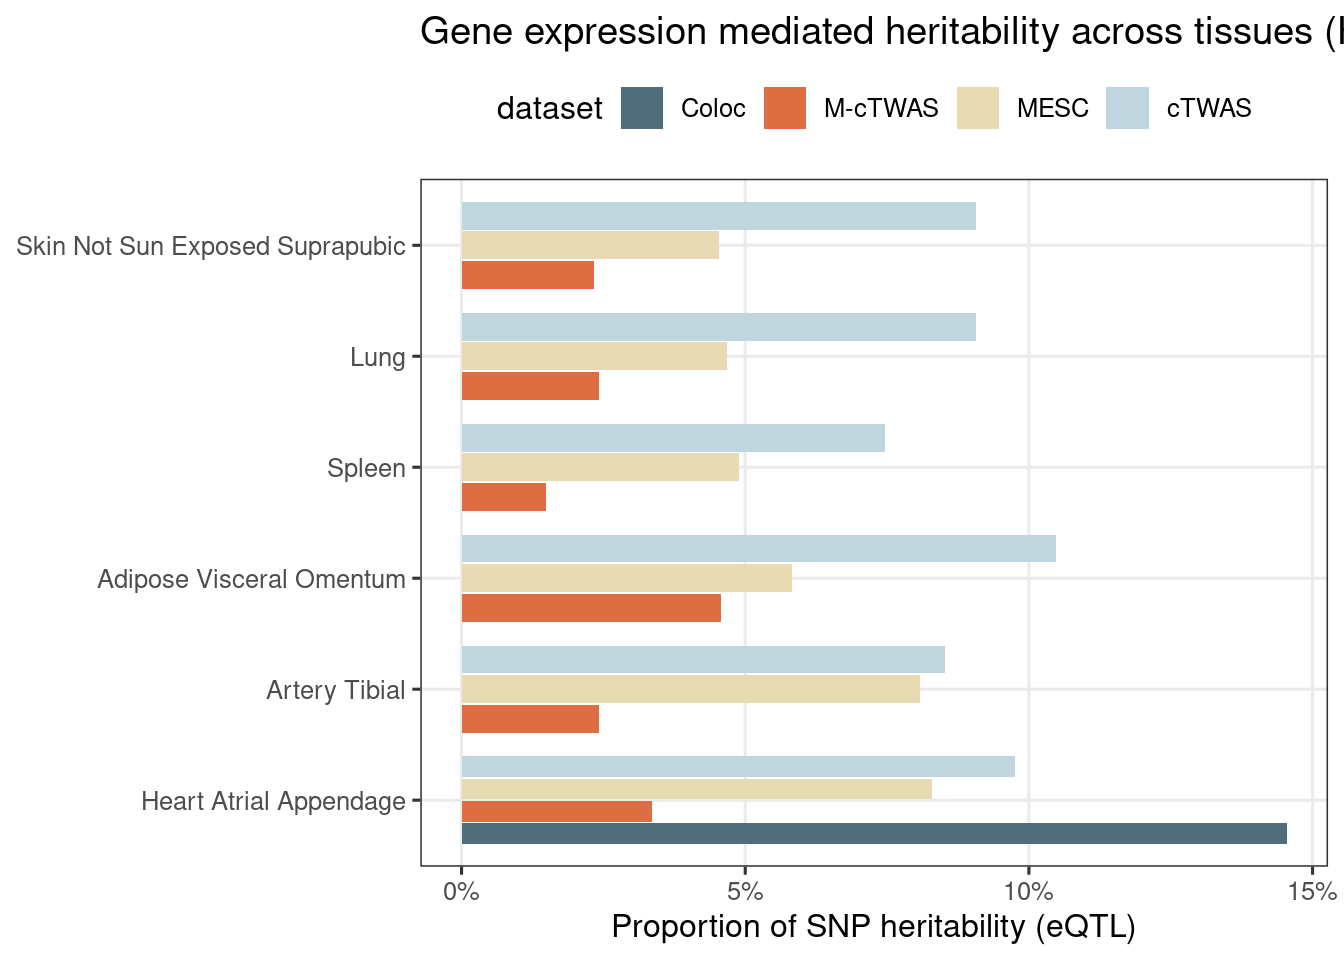 Gene expression mediated heritability across tissues (
dataset Coloc M-cTWAS MESC cTWAS
Skin Not Sun Exposed Suprapubic
Lung
Spleen
Adipose Visceral Omentum
Artery Tibial
Heart Atrial Appendage
0% 5% 10% 15%
Proportion of SNP heritability (eQTL)